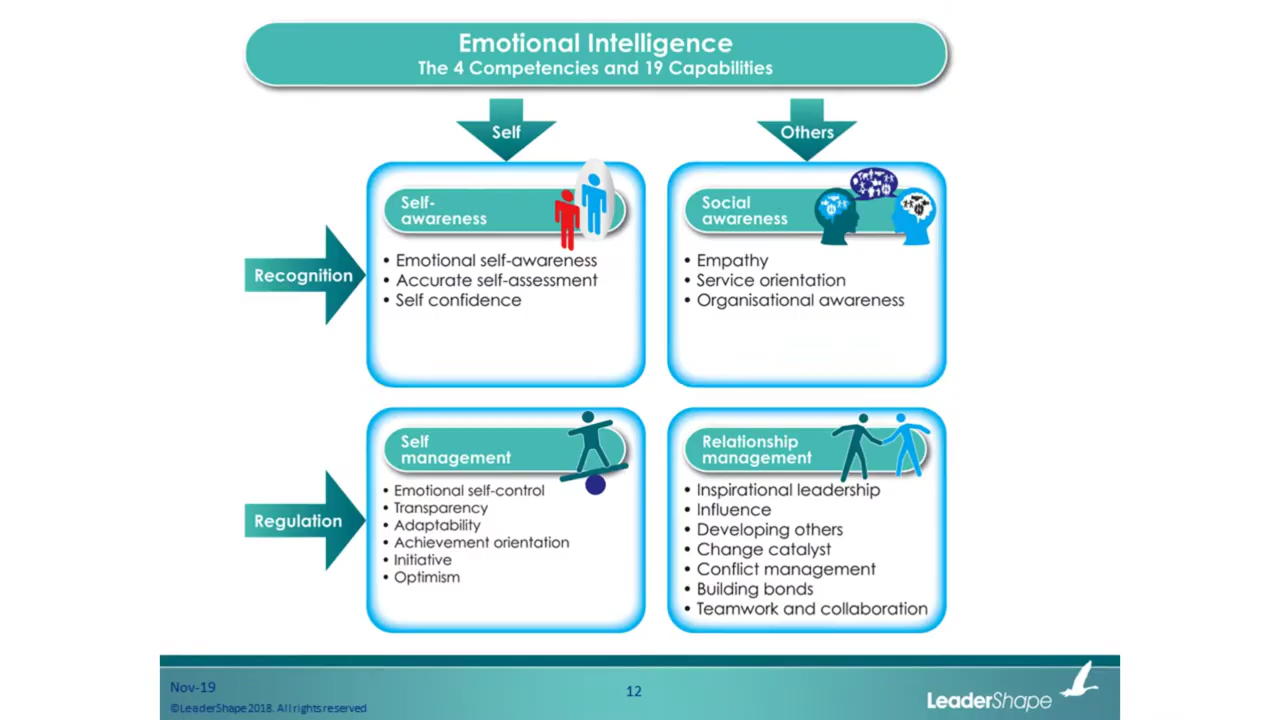 Emotional Intelligence
The 4 Competencies and 19 Capabilities
Self
Others
Recognition
Self-
awareness
• Emotional self-awareness
• Accurate self-assessment
• Self confidence
Social
awareness
• Empathy
• Service orientation
• Organisational awareness
Regulation
Self
management
• Emotional self-control
• Transparency
• Adaptability
• Achievement orientation
• Initiative
• Optimism
Relationship
management
• Inspirational leadership
• Influence
• Developing others
• Change catalyst
• Conflict management
• Building bonds
• Teamwork and collaboration
Nov-19
©LeaderShape 2018. All rights reserved
12
LeaderShape